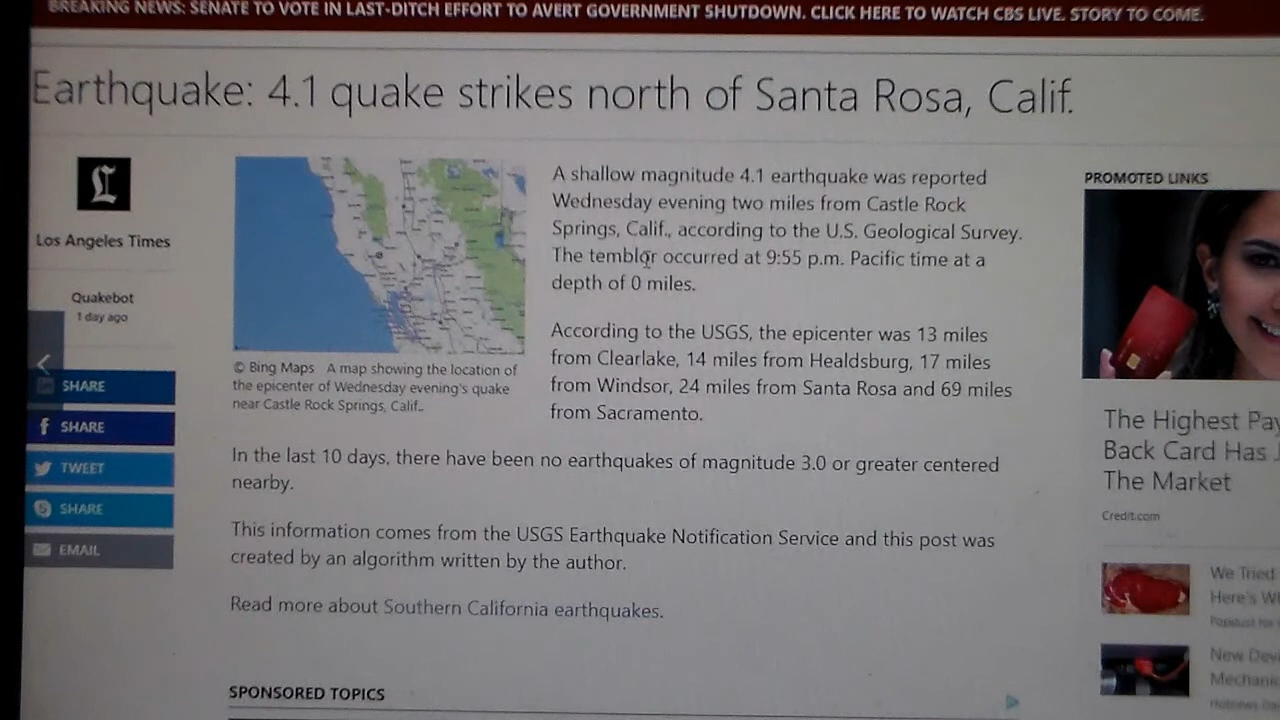 BREAKING NEWS: SENATE TO VOTE IN LAST-DITCH EFFORT TO AVERT GOVERNMENT SHUTDOWN. CLICK HERE TO WATCH CBS LIVE. STORY TO COME.
Earthquake: 4.1 quake strikes north of Santa Rosa, Calif.
L
Los Angeles Times
Quakebot
1 day ago
SHARE
f SHARE
TWEET
SHARE
EMAIL
© Bing Maps A map showing the location of
the epicenter of Wednesday evening's quake
near Castle Rock Springs, Calif..
A shallow magnitude 4.1 earthquake was reported
Wednesday evening two miles from Castle Rock
Springs, Calif., according to the U.S. Geological Survey.
The temblor occurred at 9:55 p.m. Pacific time at a
depth of 0 miles.
According to the USGS, the epicenter was 13 miles
from Clearlake, 14 miles from Healdsburg, 17 miles
from Windsor, 24 miles from Santa Rosa and 69 miles
from Sacramento.
In the last 10 days, there have been no earthquakes of magnitude 3.0 or greater centered
nearby.
This information comes from the USGS Earthquake Notification Service and this post was
created by an algorithm written by the author.
Read more about Southern California earthquakes.
SPONSORED TOPICS
PROMOTED LINKS
The Highest Pay
Back Card Has J
The Market
Credit.com
We Tried
Here's Wh
New Devi
Mechanic